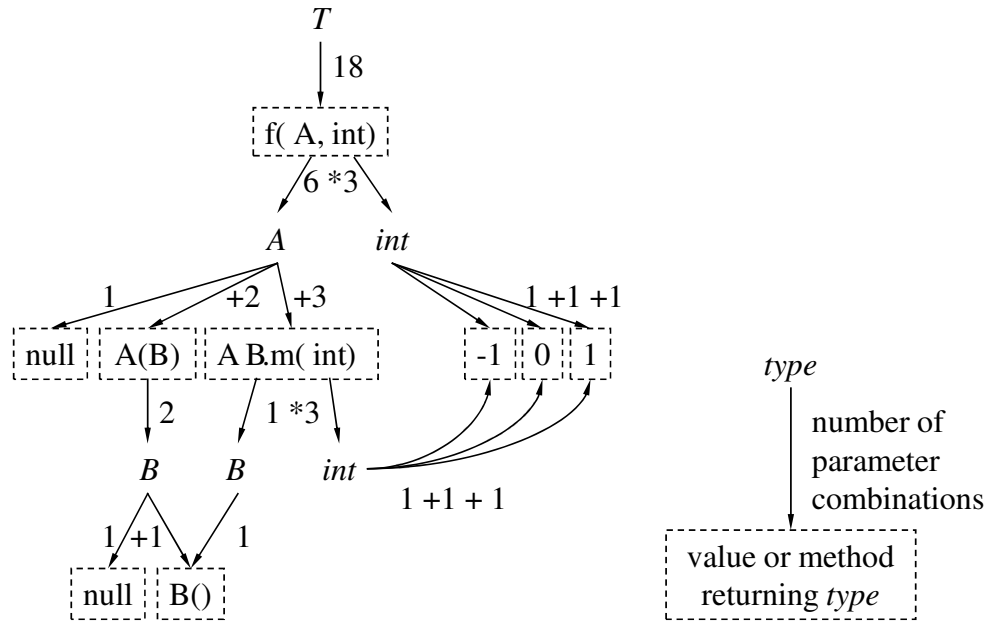 T
18
f( A, int)
6 *3
A int
1 +2 +3 1 +1 +1
null A(B) A B.m( int) -1 0 1
type
2 1 *3
number of
parameter
combinations
B B int
1 +1 + 1
1 +1 1
null B()
value or method
returning type